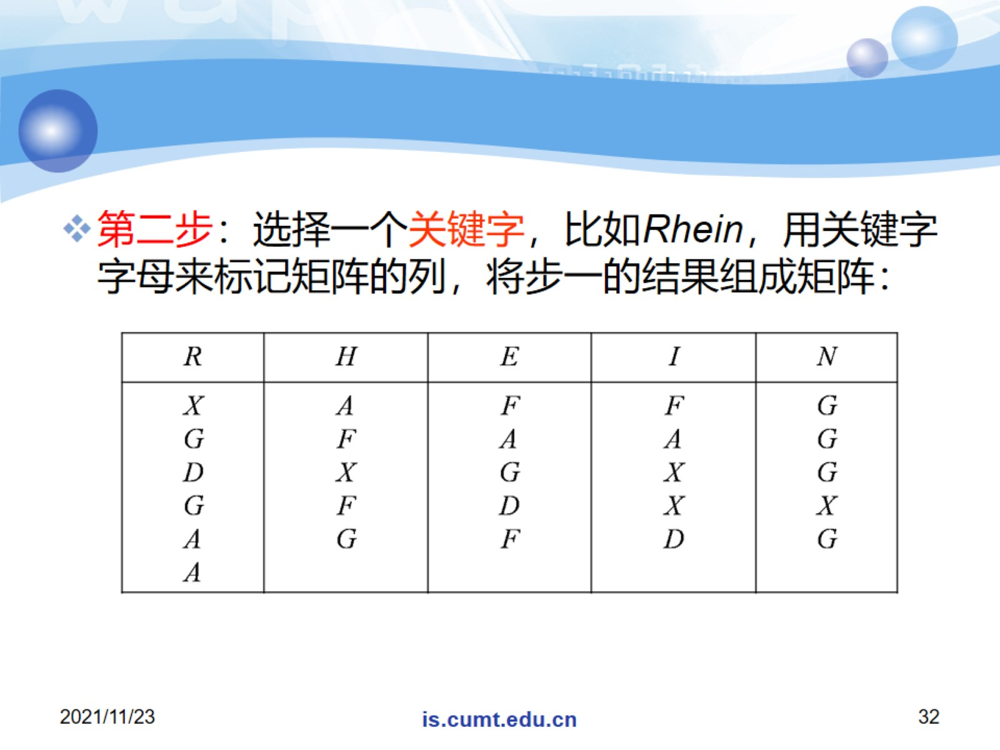 第二步：选择一个关键字，比如Rhein，用关键字
字母来标记矩阵的列，将步一的结果组成矩阵：
R H E I N
X A F F G
G F A A G
D X G X G
G F D X X
A G F D G
A
2021/11/23 is.cumt.edu.cn 32